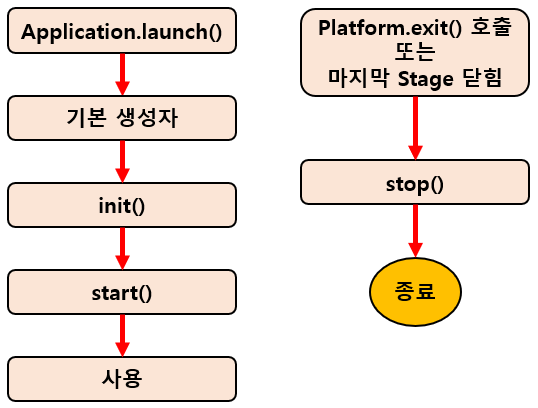 Application.launch()
기본 생성자
init()
start()
사용
Platform.exit() 호출
또는
마지막 Stage 닫힘
stop()
종료